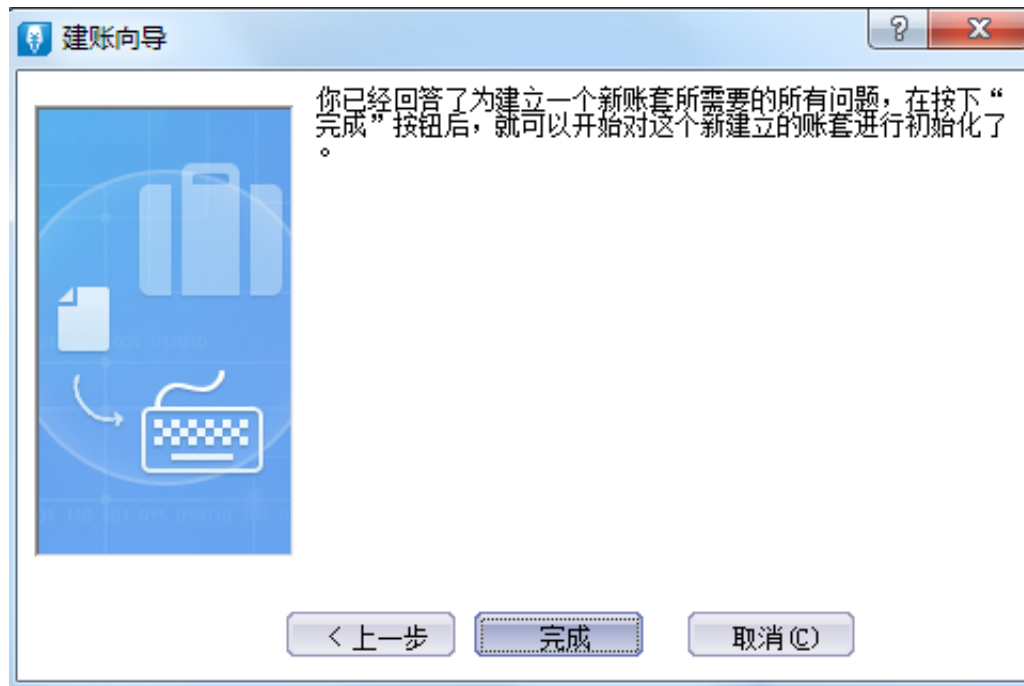 建账向导
你已经回答了为建立一个新账套所需要的所有问题，在按下“
完成”按钮后，就可以开始对这个新建立的账套进行初始化了
。
< 上一步
完成
取消(C)